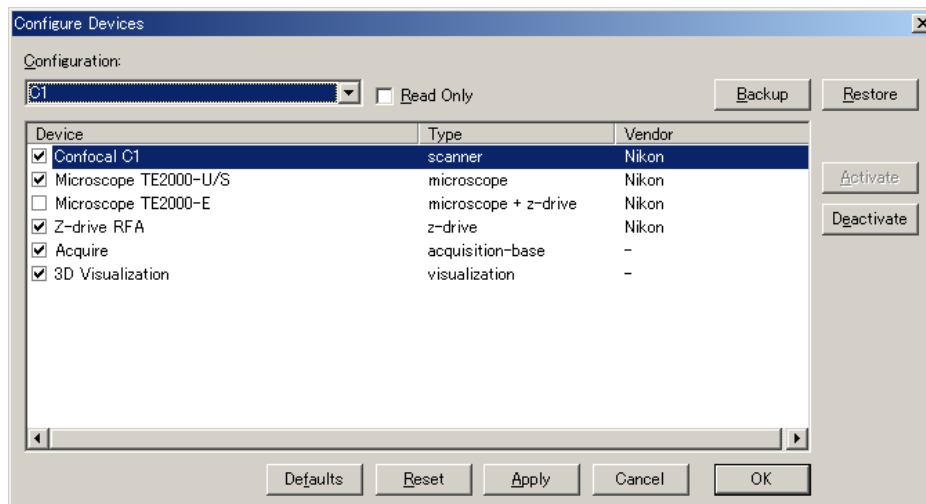 Configure Devices
Configuration:
C1 Read Only Backup Restore
Device Type Vendor
Confocal C1 scanner Nikon
Microscope TE2000-U/S microscope Nikon
Microscope TE2000-E microscope + z-drive Nikon
Z-drive RFA z-drive Nikon
Acquire acquisition-base -
3D Visualization visualization -
Activate
Deactivate
Defaults Reset Apply Cancel OK